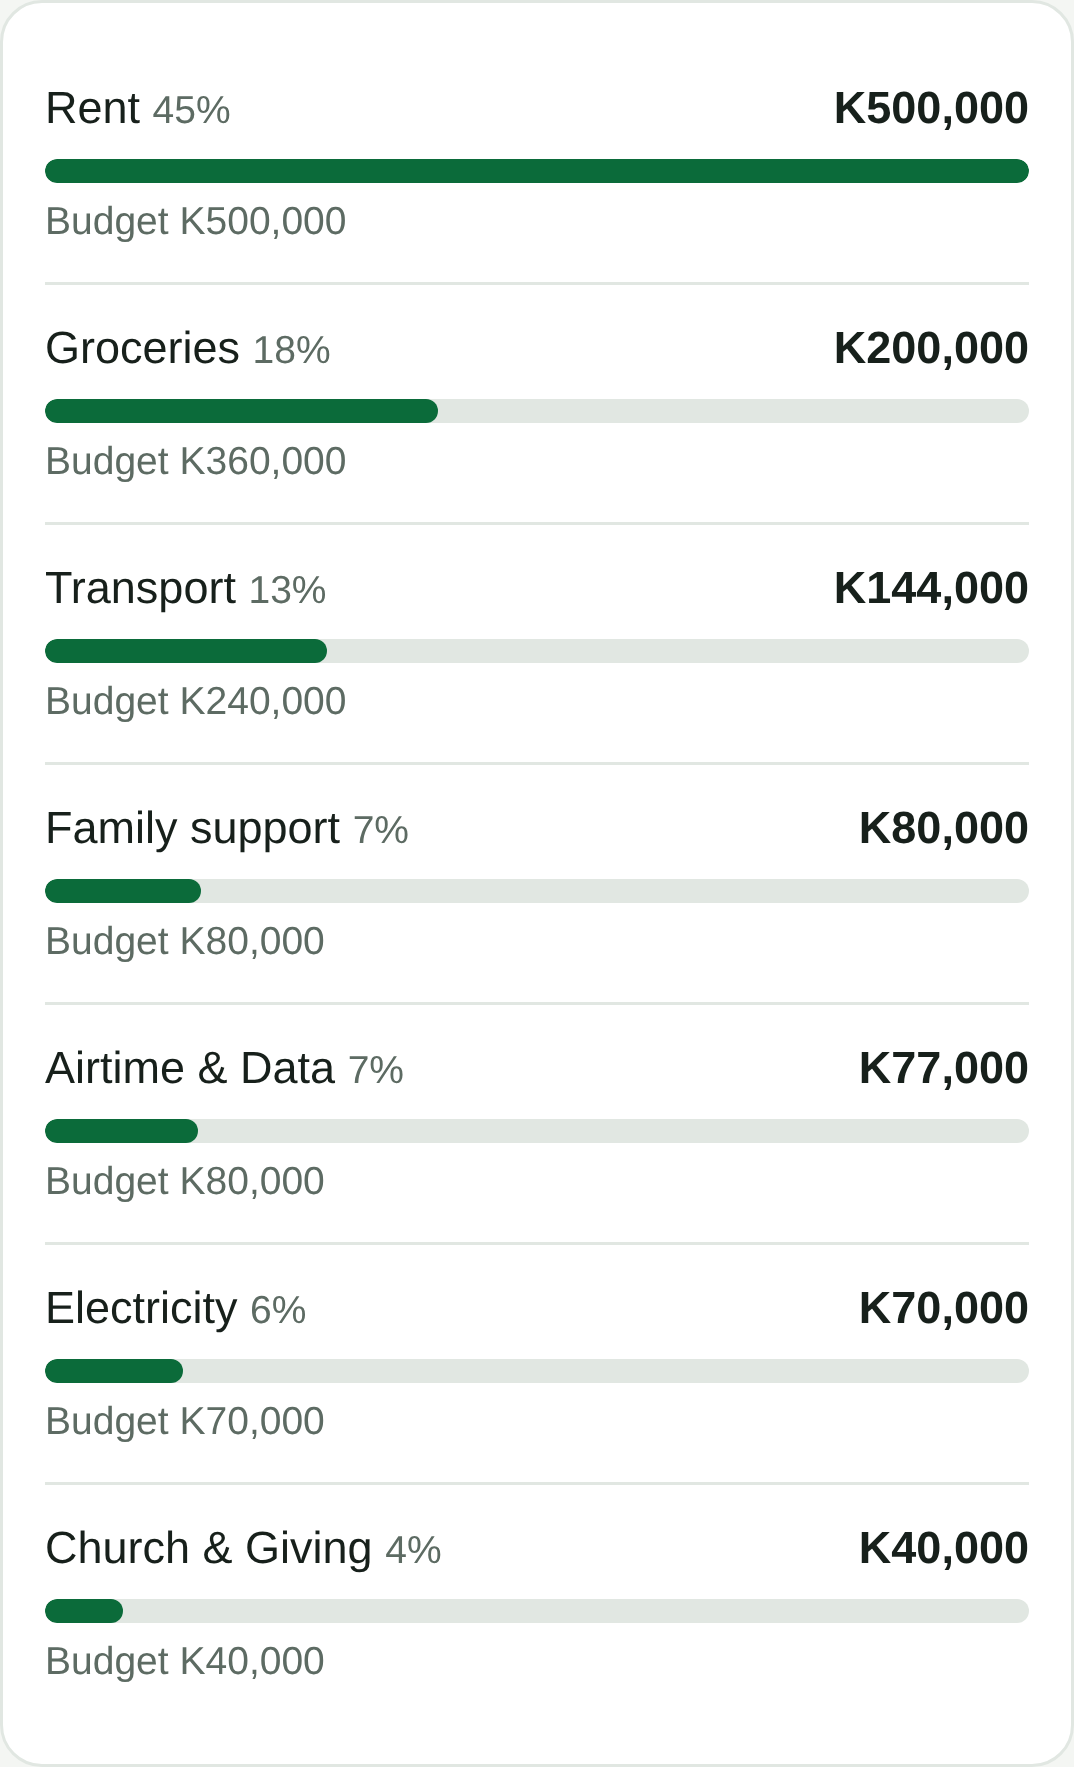 Rent 45% K500,000
Budget K500,000
Groceries 18% K200,000
Budget K360,000
Transport 13% K144,000
Budget K240,000
Family support 7% K80,000
Budget K80,000
Airtime & Data 7% K77,000
Budget K80,000
Electricity 6% K70,000
Budget K70,000
Church & Giving 4% K40,000
Budget K40,000